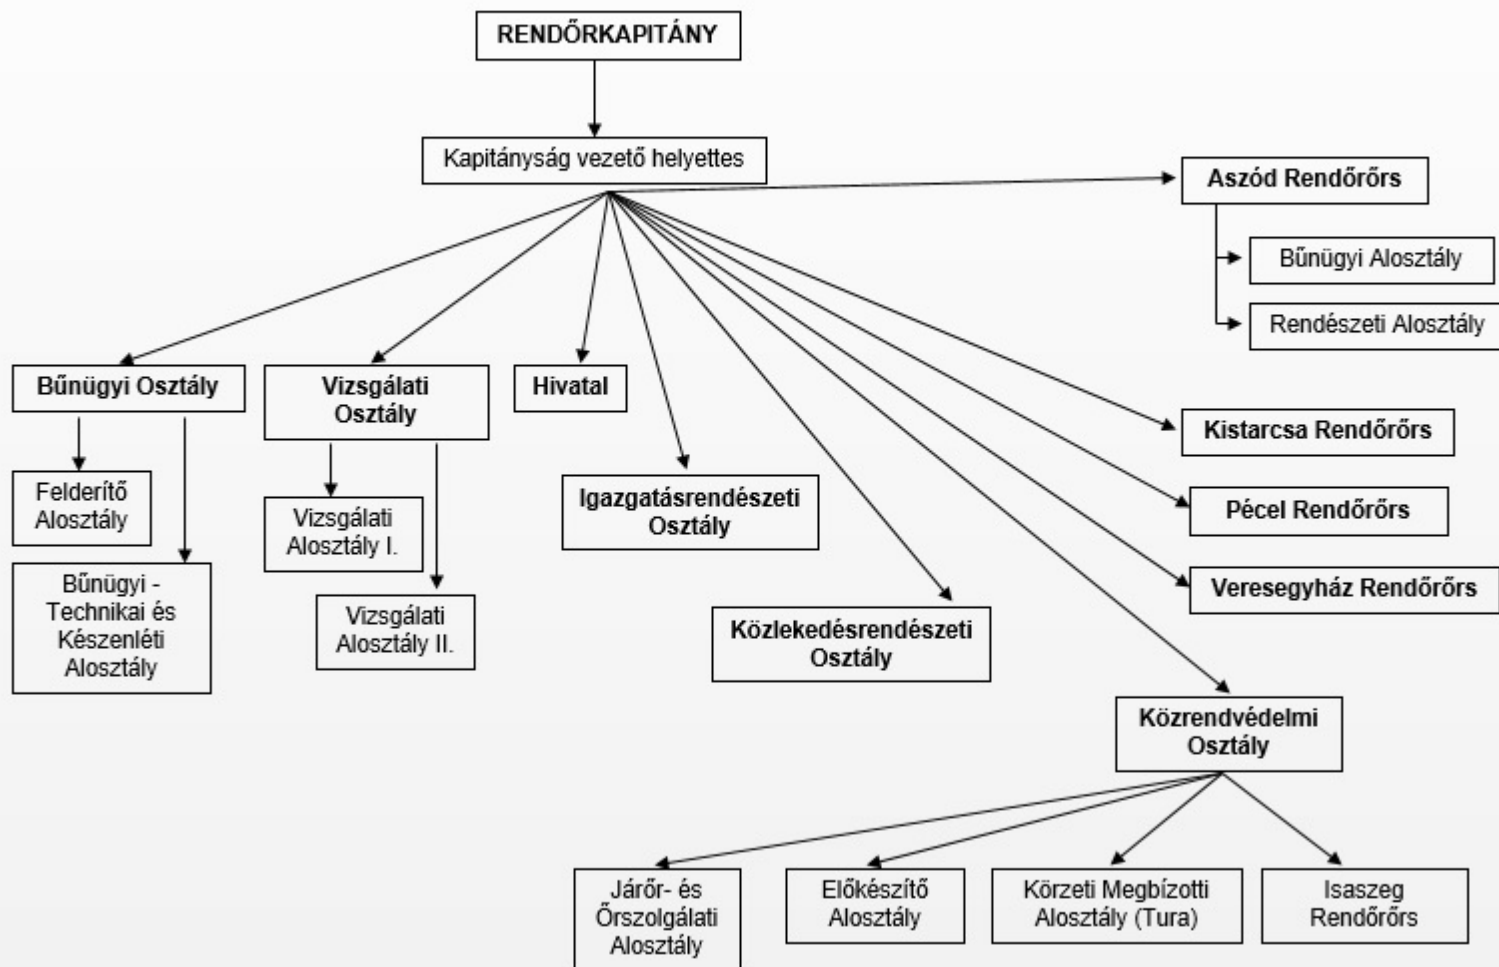 RENDŐRKAPITÁNY
Kapitányság vezető helyettes
Aszód Rendőrőrs
Bűnügyi Alosztály
Rendészeti Alosztály
Bűnügyi Osztály
Vizsgálati
Osztály
Hivatal
Kistarcsa Rendőrőrs
Felderítő
Alosztály
Vizsgálati
Alosztály I.
Igazgatásrendészeti
Osztály
Pécel Rendőrőrs
Bűnügyi -
Technikai és
Készenléti
Alosztály
Vizsgálati
Alosztály II.
Közlekedésrendészeti
Osztály
Veresegyház Rendőrőrs
Közrendvédelmi
Osztály
Járőr- és
Őrszolgálati
Alosztály
Előkészítő
Alosztály
Körzeti Megbízotti
Alosztály (Tura)
Isaszeg
Rendőrőrs